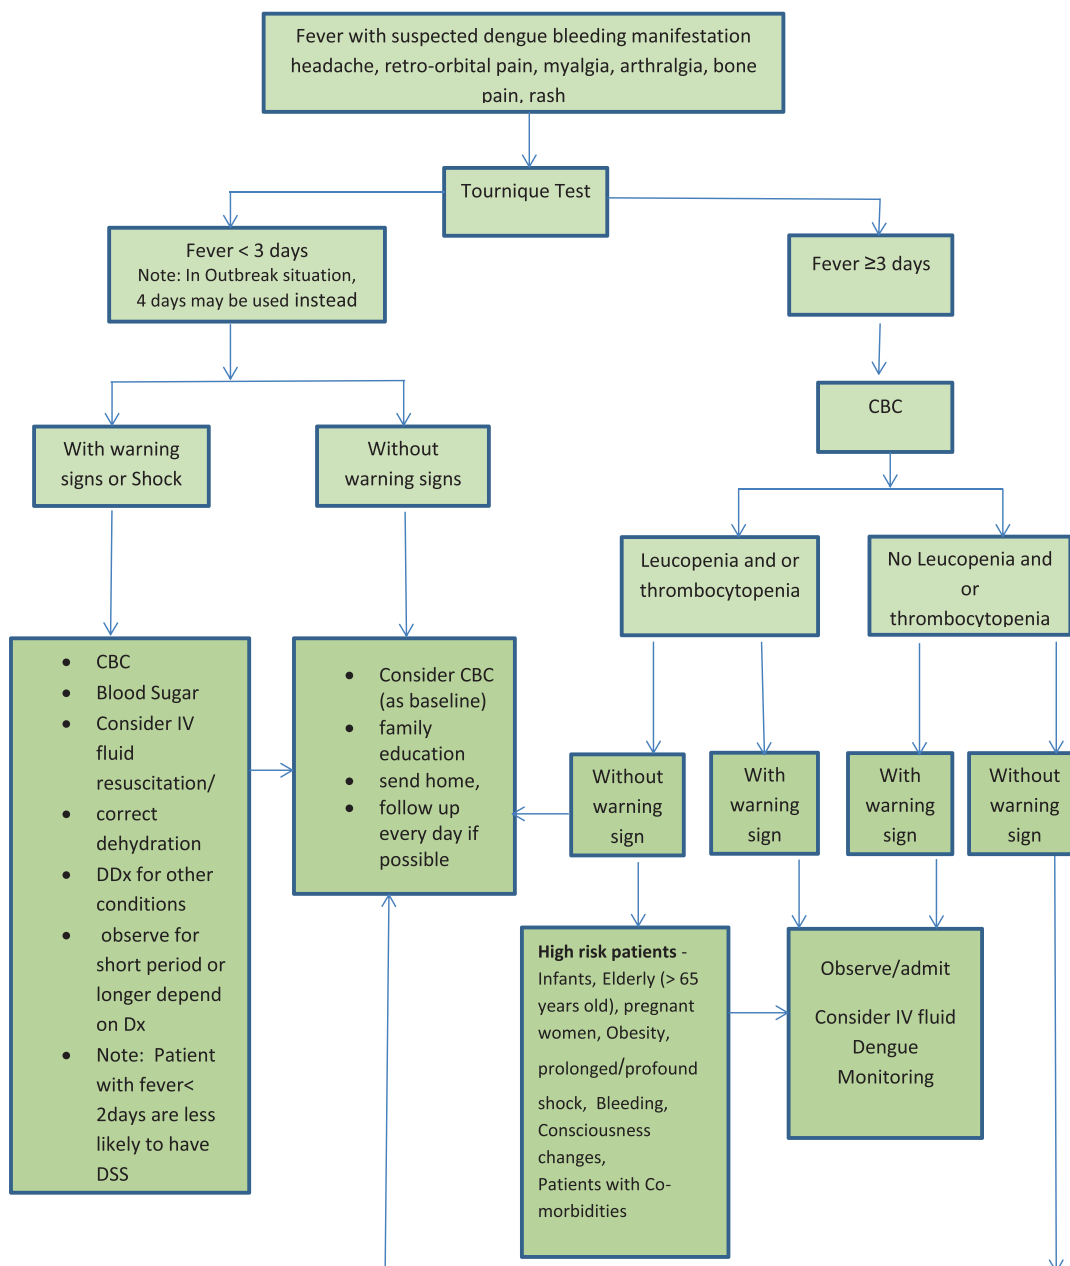 Fever with suspected dengue bleeding manifestation
headache, retro-orbital pain, myalgia, arthralgia, bone
pain, rash
Tournique Test
Fever < 3 days
Note: In Outbreak situation,
4 days may be used instead
Fever ≥3 days
CBC
With warning
signs or Shock
Without
warning signs
Leucopenia and or
thrombocytopenia
No Leucopenia and
or
thrombocytopenia
• CBC
• Blood Sugar
• Consider IV
fluid
resuscitation/
• correct
dehydration
• DDx for other
conditions
• observe for
short period or
longer depend
on Dx
• Note: Patient
with fever<
2days are less
likely to have
DSS
• Consider CBC
(as baseline)
• family
education
• send home,
• follow up
every day if
possible
Without
warning
sign
With
warning
sign
With
warning
sign
Without
warning
sign
High risk patients -
Infants, Elderly (> 65
years old), pregnant
women, Obesity,
prolonged/profound
shock, Bleeding,
Consciousness
changes,
Patients with Co-
morbidities
Observe/admit
Consider IV fluid
Dengue
Monitoring